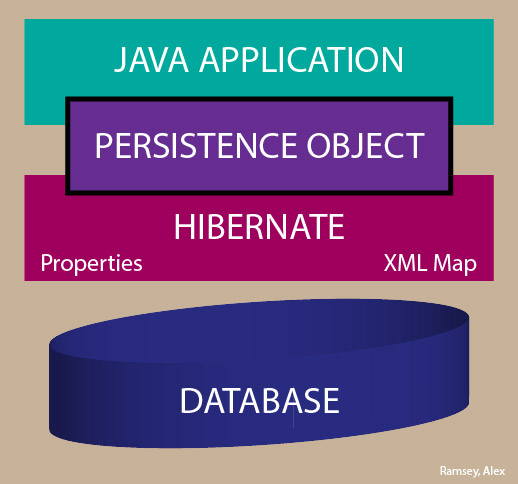 JAVA APPLICATION
PERSISTENCE OBJECT
HIBERNATE
Properties XML Map
DATABASE
Ramsey, Alex